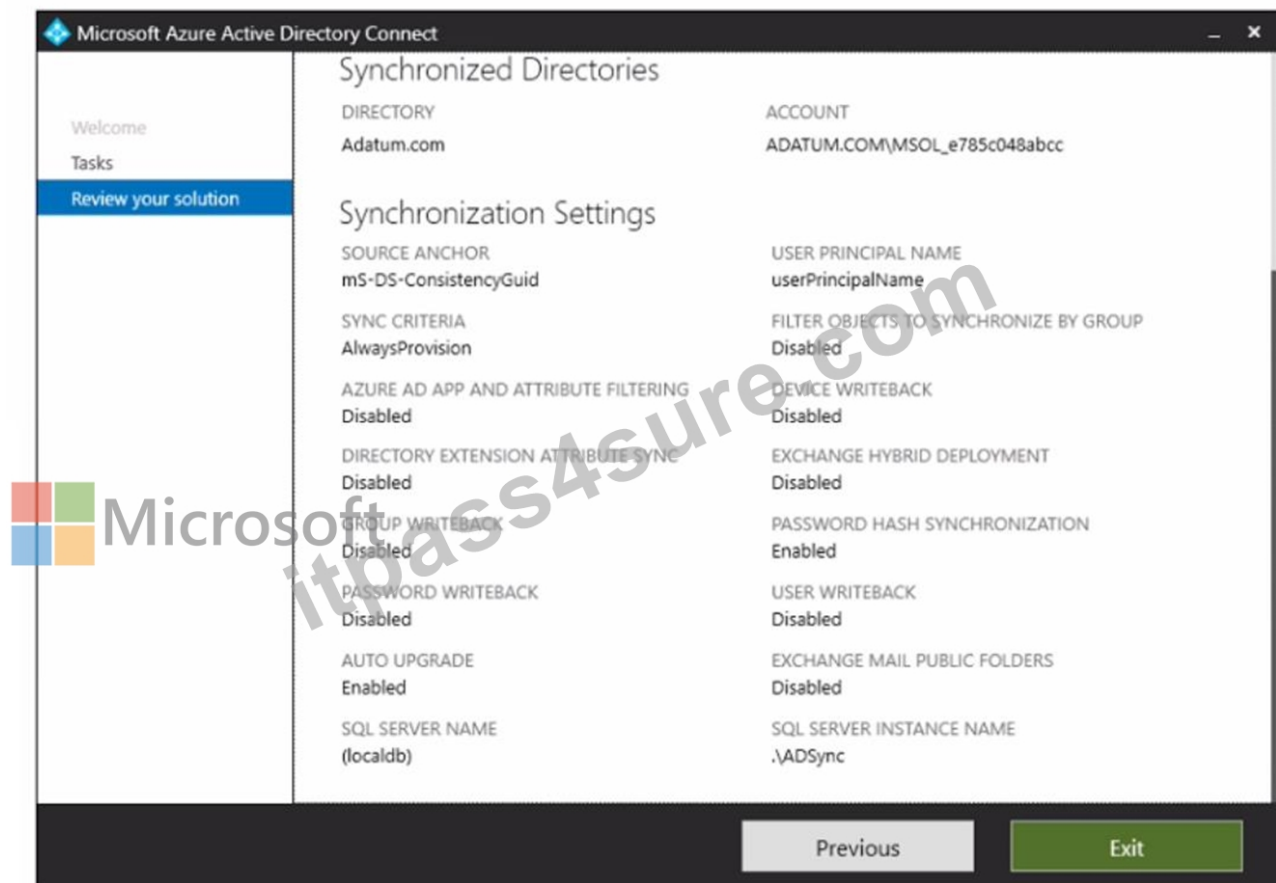 Microsoft Azure Active Directory Connect
Welcome
Tasks
Review your solution
Synchronized Directories
DIRECTORY ACCOUNT
Adatum.com ADATUM.COM\MSOL_e785c048abcc
Synchronization Settings
SOURCE ANCHOR USER PRINCIPAL NAME
mS-DS-ConsistencyGuid userPrincipalName
SYNC CRITERIA FILTER OBJECTS TO SYNCHRONIZE BY GROUP
AlwaysProvision Disabled
AZURE AD APP AND ATTRIBUTE FILTERING DEVICE WRITEBACK
Disabled Disabled
DIRECTORY EXTENSION ATTRIBUTE SYNC EXCHANGE HYBRID DEPLOYMENT
Disabled Disabled
GROUP WRITEBACK PASSWORD HASH SYNCHRONIZATION
Disabled Enabled
PASSWORD WRITEBACK USER WRITEBACK
Disabled Disabled
AUTO UPGRADE EXCHANGE MAIL PUBLIC FOLDERS
Enabled Disabled
SQL SERVER NAME SQL SERVER INSTANCE NAME
(localdb) .\ADSync
Previous Exit
Microsoft
itpass4sure.com